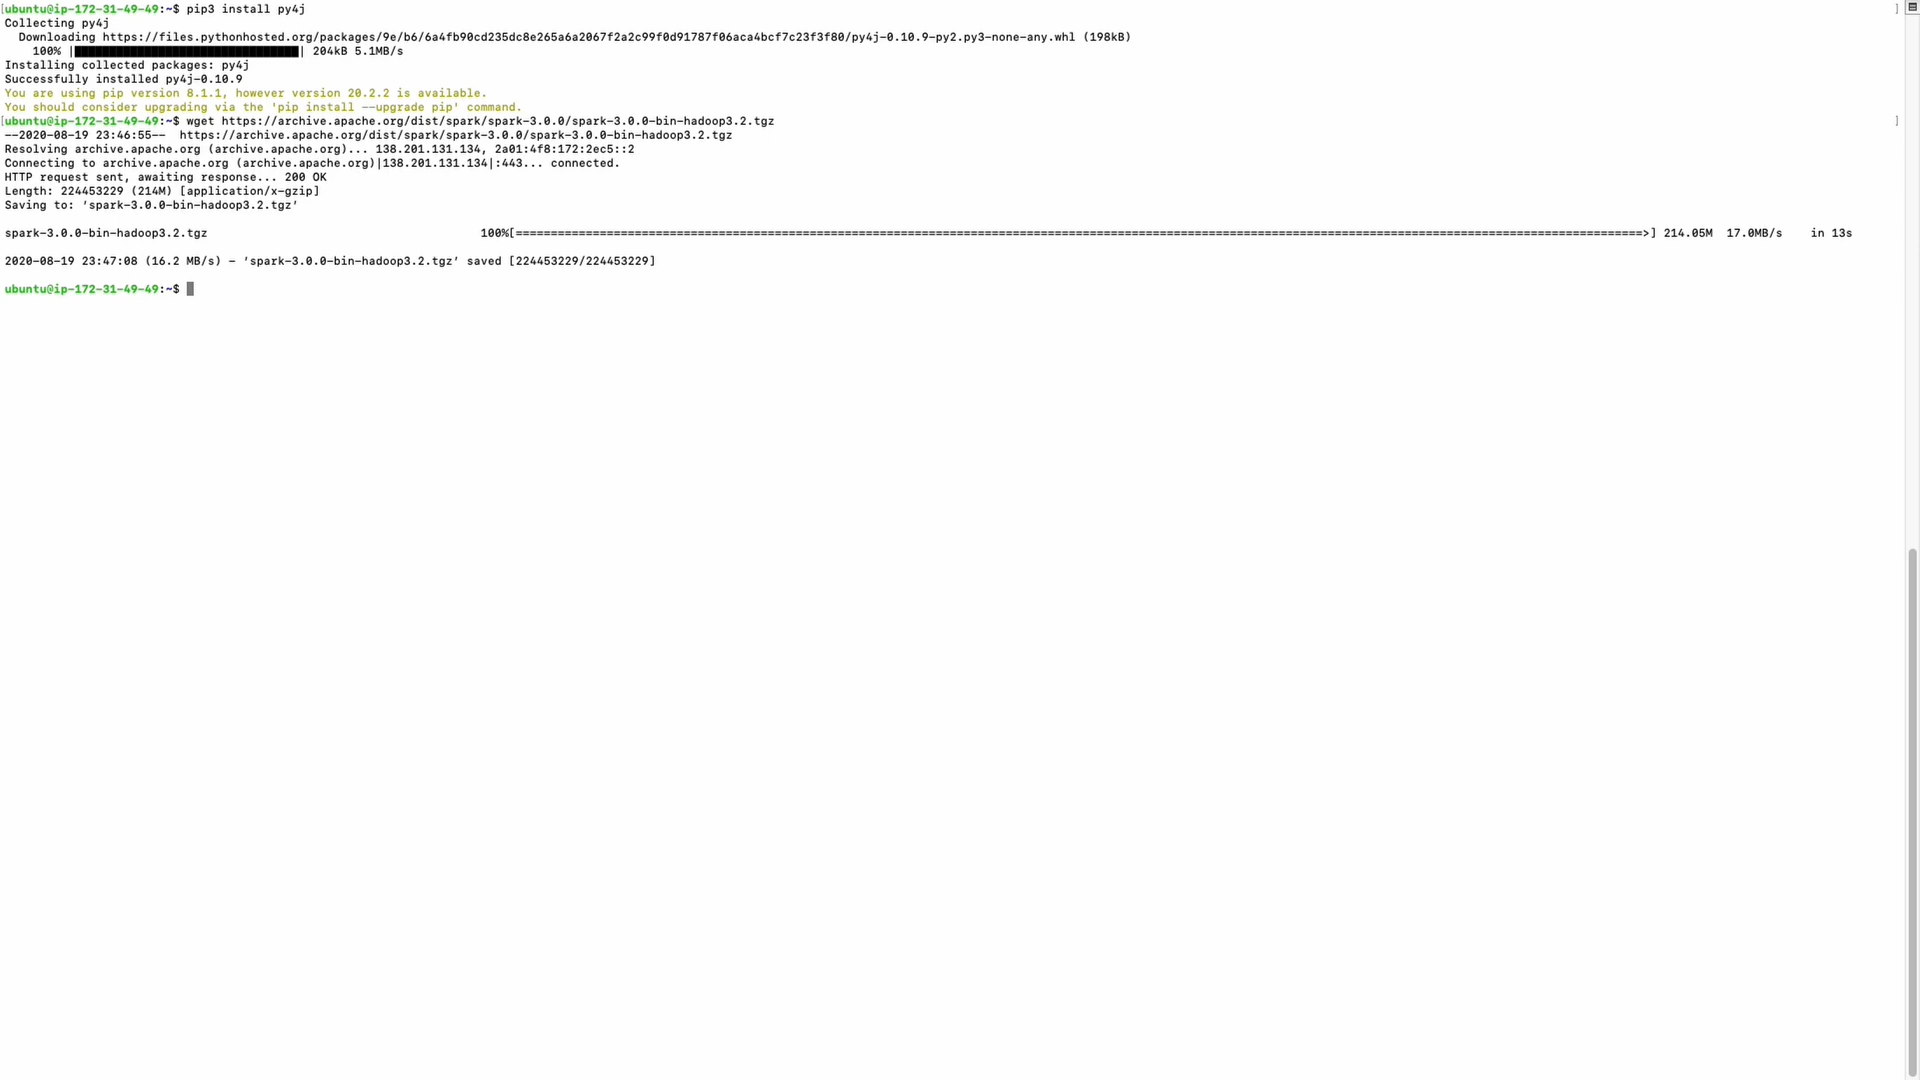 [ubuntu@ip-172-31-49-49:~$ pip3 install py4j ]
Collecting py4j
Downloading https://files.pythonhosted.org/packages/9e/b6/6a4fb90cd235dc8e265a6a2067f2a2c99f0d91787f06aca4bcf7c23f3f80/py4j-0.10.9-py2.py3-none-any.whl (198kB)
100% |████████████████████████████████| 204kB 5.1MB/s
Installing collected packages: py4j
Successfully installed py4j-0.10.9
You are using pip version 8.1.1, however version 20.2.2 is available.
You should consider upgrading via the 'pip install --upgrade pip' command.
[ubuntu@ip-172-31-49-49:~$ wget https://archive.apache.org/dist/spark/spark-3.0.0/spark-3.0.0-bin-hadoop3.2.tgz ]
--2020-08-19 23:46:55-- https://archive.apache.org/dist/spark/spark-3.0.0/spark-3.0.0-bin-hadoop3.2.tgz
Resolving archive.apache.org (archive.apache.org)... 138.201.131.134, 2a01:4f8:172:2ec5::2
Connecting to archive.apache.org (archive.apache.org)|138.201.131.134|:443... connected.
HTTP request sent, awaiting response... 200 OK
Length: 224453229 (214M) [application/x-gzip]
Saving to: ‘spark-3.0.0-bin-hadoop3.2.tgz’
spark-3.0.0-bin-hadoop3.2.tgz 100%[=================================================>] 214.05M 17.0MB/s in 13s
2020-08-19 23:47:08 (16.2 MB/s) - ‘spark-3.0.0-bin-hadoop3.2.tgz’ saved [224453229/224453229]
ubuntu@ip-172-31-49-49:~$